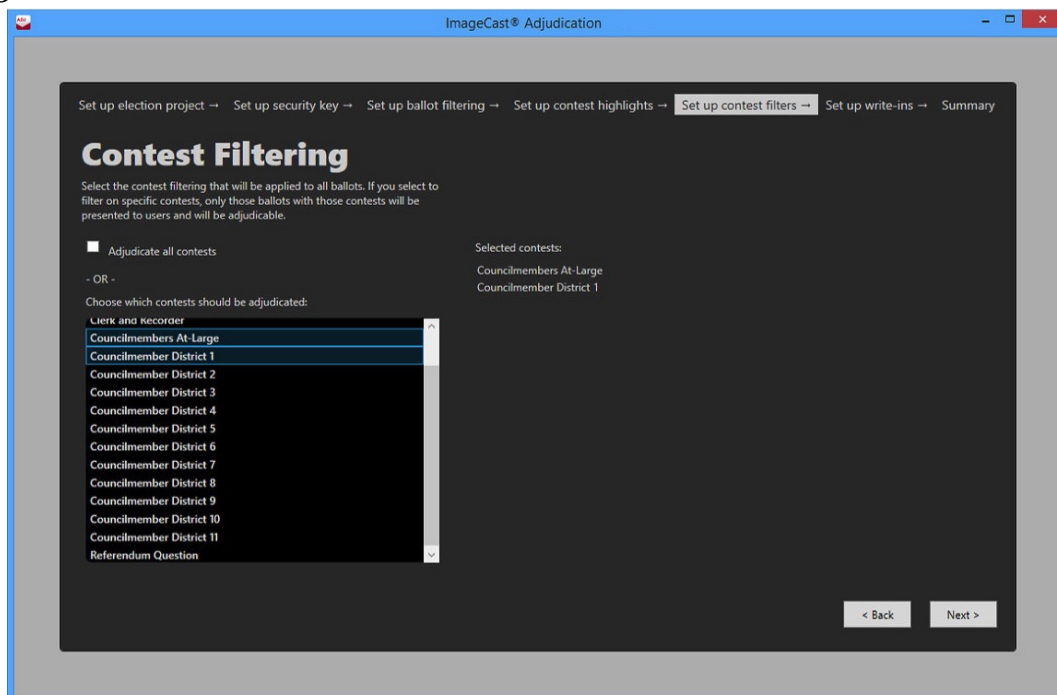 ImageCast® Adjudication
Set up election project → Set up security key → Set up ballot filtering → Set up contest highlights → Set up contest filters → Set up write-ins → Summary
Contest Filtering
Select the contest filtering that will be applied to all ballots. If you select to
filter on specific contests, only those ballots with those contests will be
presented to users and will be adjudicable.
Adjudicate all contests
- OR -
Choose which contests should be adjudicated:
Clerk and Recorder
Councilmembers At-Large
Councilmember District 1
Councilmember District 2
Councilmember District 3
Councilmember District 4
Councilmember District 5
Councilmember District 6
Councilmember District 7
Councilmember District 8
Councilmember District 9
Councilmember District 10
Councilmember District 11
Referendum Question
Selected contests:
Councilmembers At-Large
Councilmember District 1
< Back
Next >